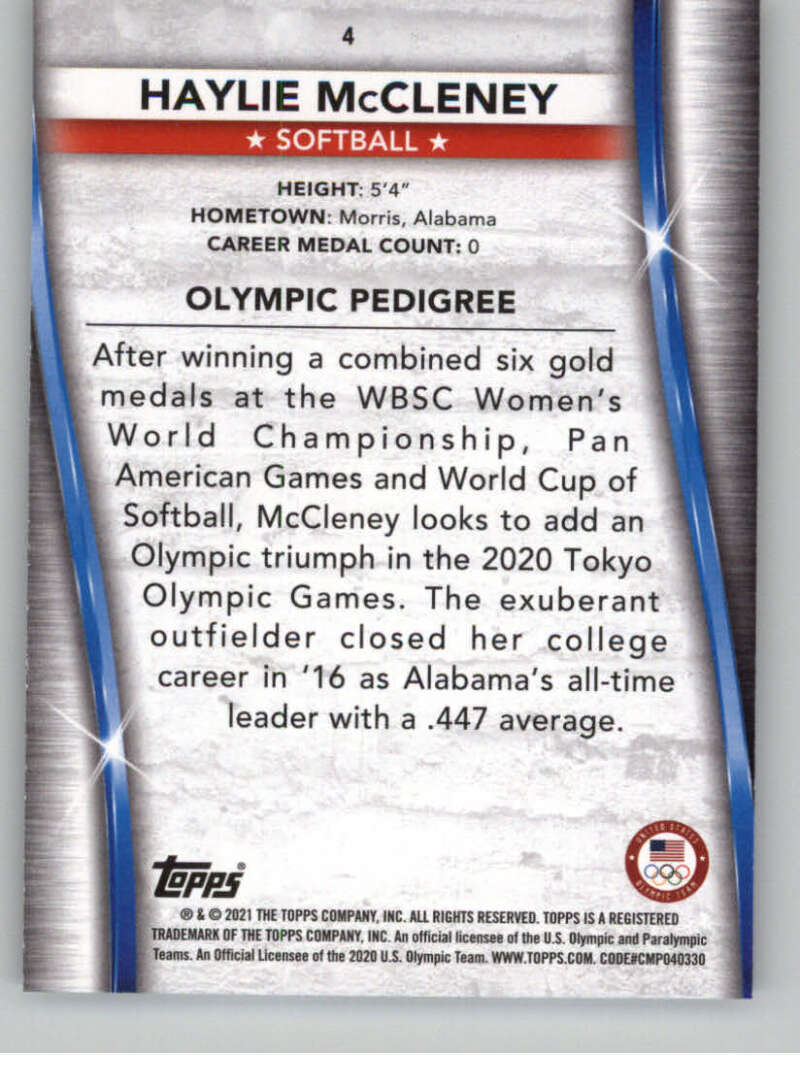 4
HAYLIE McCLENEY
★ SOFTBALL ★
HEIGHT: 5'4"
HOMETOWN: Morris, Alabama
CAREER MEDAL COUNT: 0
OLYMPIC PEDIGREE
After winning a combined six gold
medals at the WBSC Women's
World Championship, Pan
American Games and World Cup of
Softball, McCleney looks to add an
Olympic triumph in the 2020 Tokyo
Olympic Games. The exuberant
outfielder closed her college
career in '16 as Alabama's all-time
leader with a .447 average.
Topps®
UNITED STATES
OLYMPIC TEAM
® & © 2021 THE TOPPS COMPANY, INC. ALL RIGHTS RESERVED. TOPPS IS A REGISTERED
TRADEMARK OF THE TOPPS COMPANY, INC. An official licensee of the U.S. Olympic and Paralympic
Teams. An Official Licensee of the 2020 U.S. Olympic Team. WWW.TOPPS.COM. CODE#CMP040330